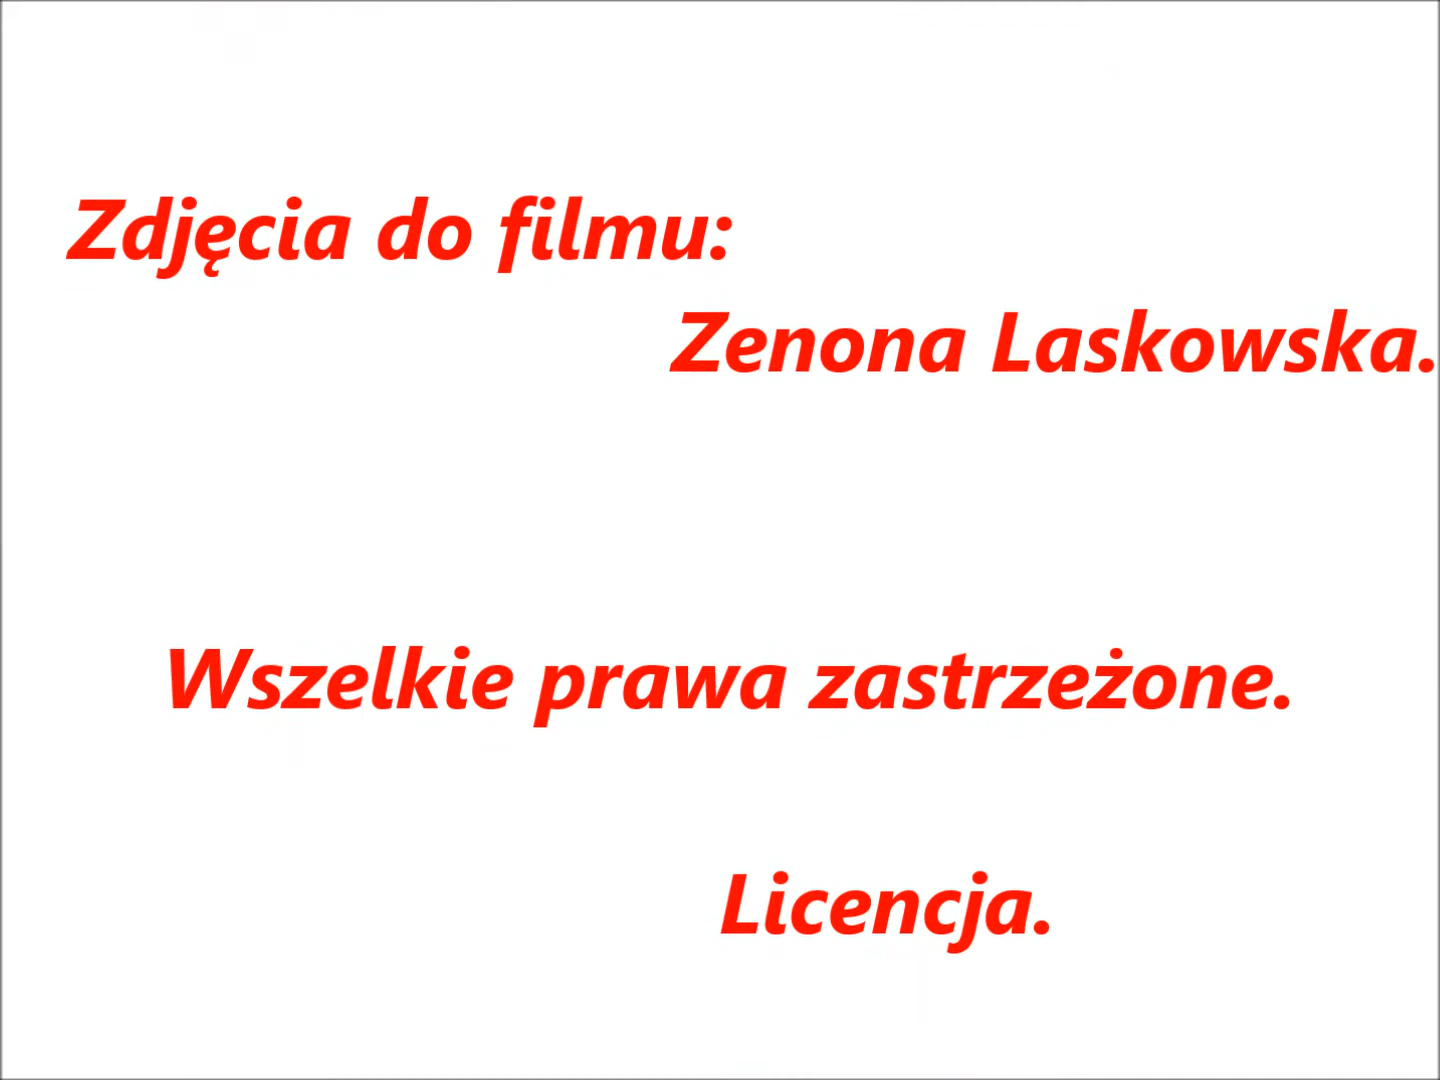 Zdjęcia do filmu:
Zenona Laskowska.
Wszelkie prawa zastrzeżone.
Licencja.